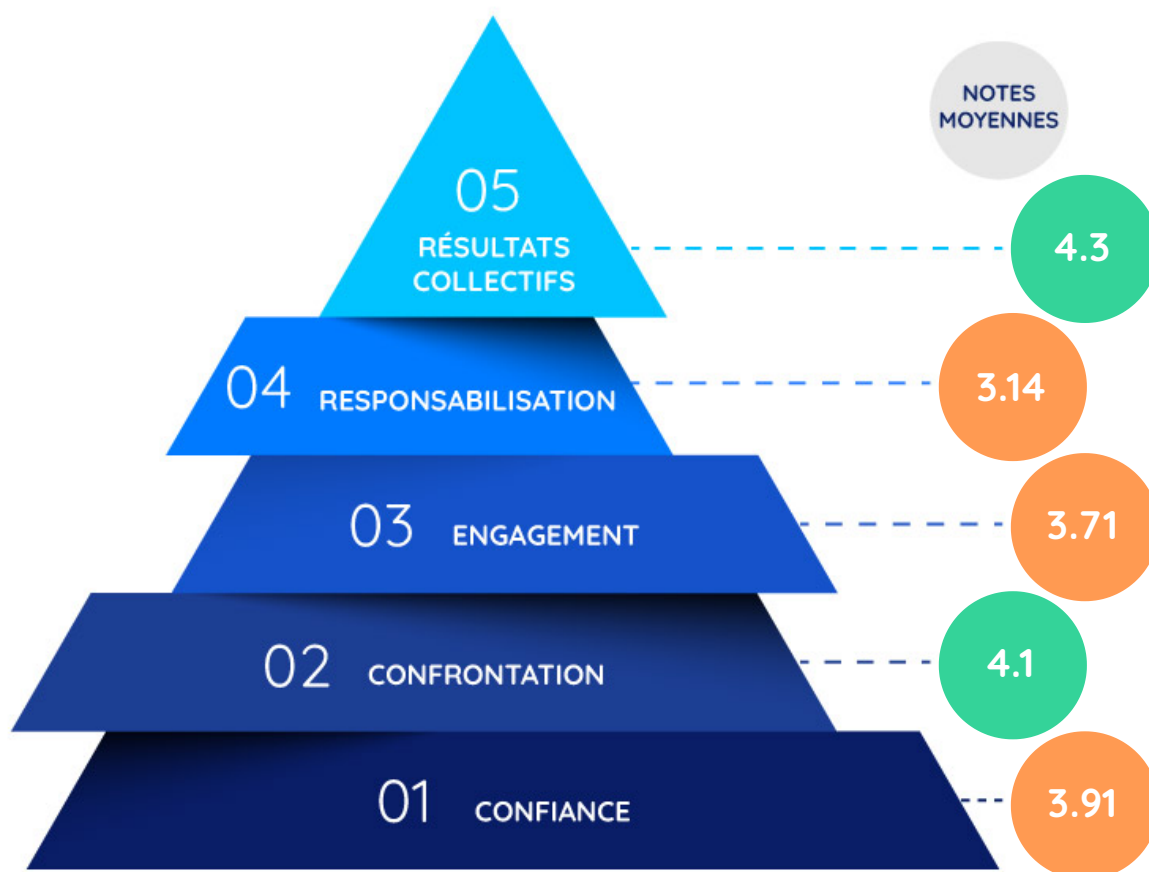 NOTES
MOYENNES
05
RÉSULTATS
COLLECTIFS
4.3
04 RESPONSABILISATION
3.14
03 ENGAGEMENT
3.71
02 CONFRONTATION
4.1
01 CONFIANCE
3.91